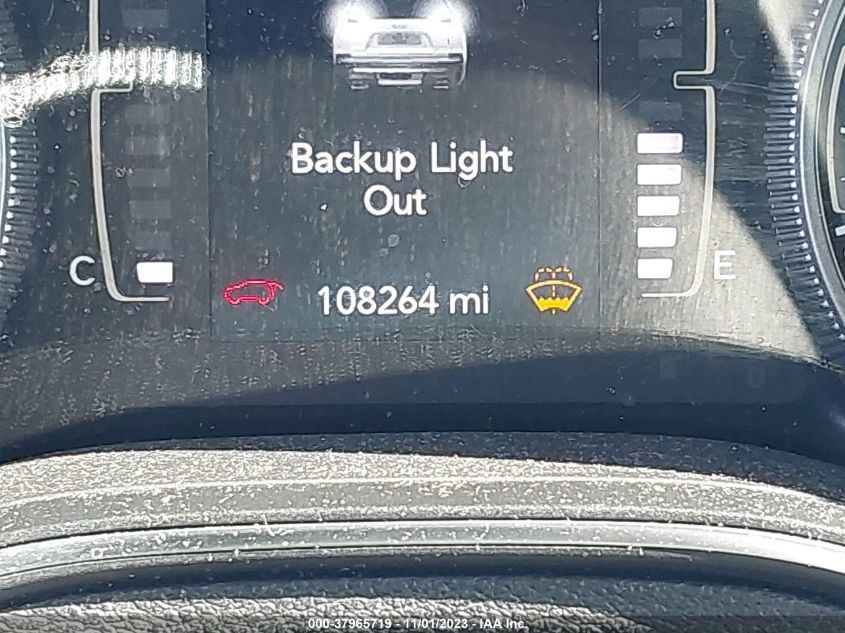 Backup Light
Out
C
E
108264 mi
000-37965719 - 11/01/2023 - IAA Inc.